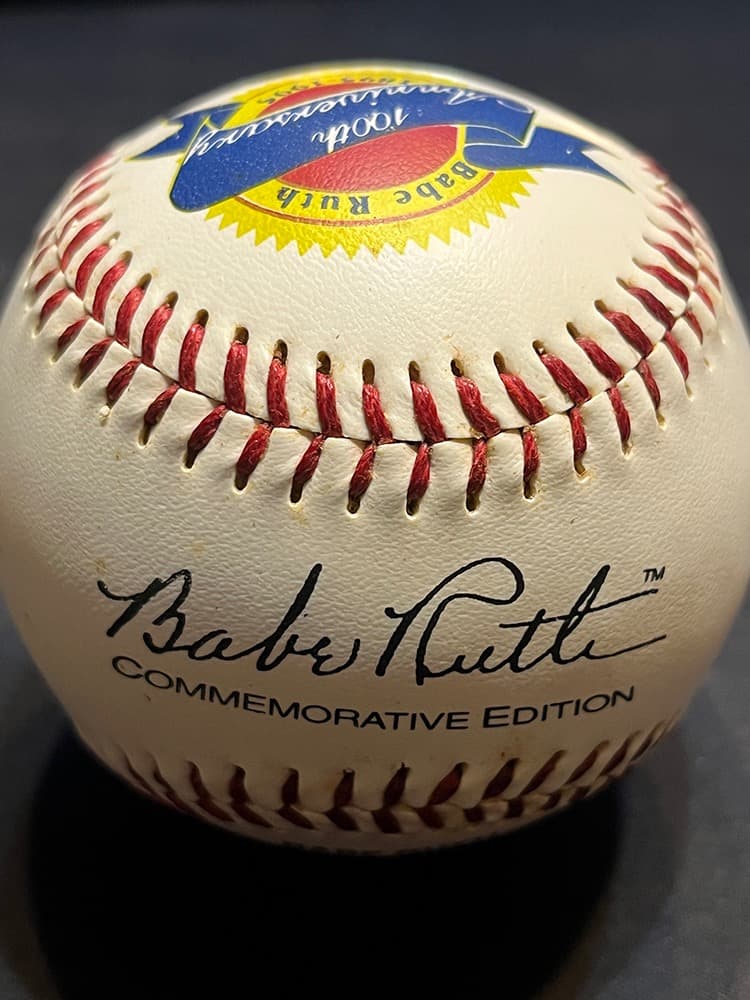 1895-1995
100th
Anniversary
Babe Ruth
Babe Ruth™
COMMEMORATIVE EDITION